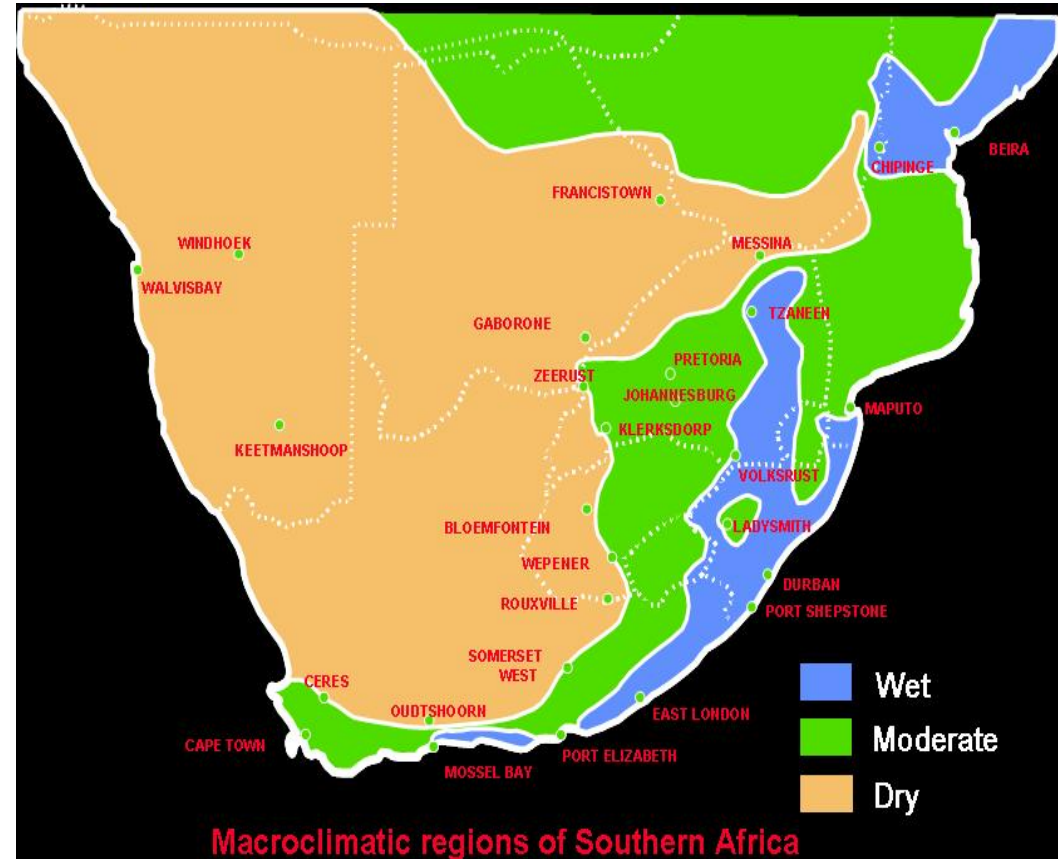 BEIRA
CHIPINGE
FRANCISTOWN
WINDHOEK
MESSINA
WALVISBAY
TZANEEN
GABORONE
PRETORIA
ZEERUST
JOHANNESBURG
MAPUTO
KLERKSDORP
KEETMANSHOOP
VOLKSRUST
BLOEMFONTEIN
LADYSMITH
WEPENER
DURBAN
ROUXVILLE
PORT SHEPSTONE
SOMERSET
WEST
CERES
Wet
OUDTSHOORN
EAST LONDON
CAPE TOWN
Moderate
PORT ELIZABETH
MOSSEL BAY
Dry
Macroclimatic regions of Southern Africa